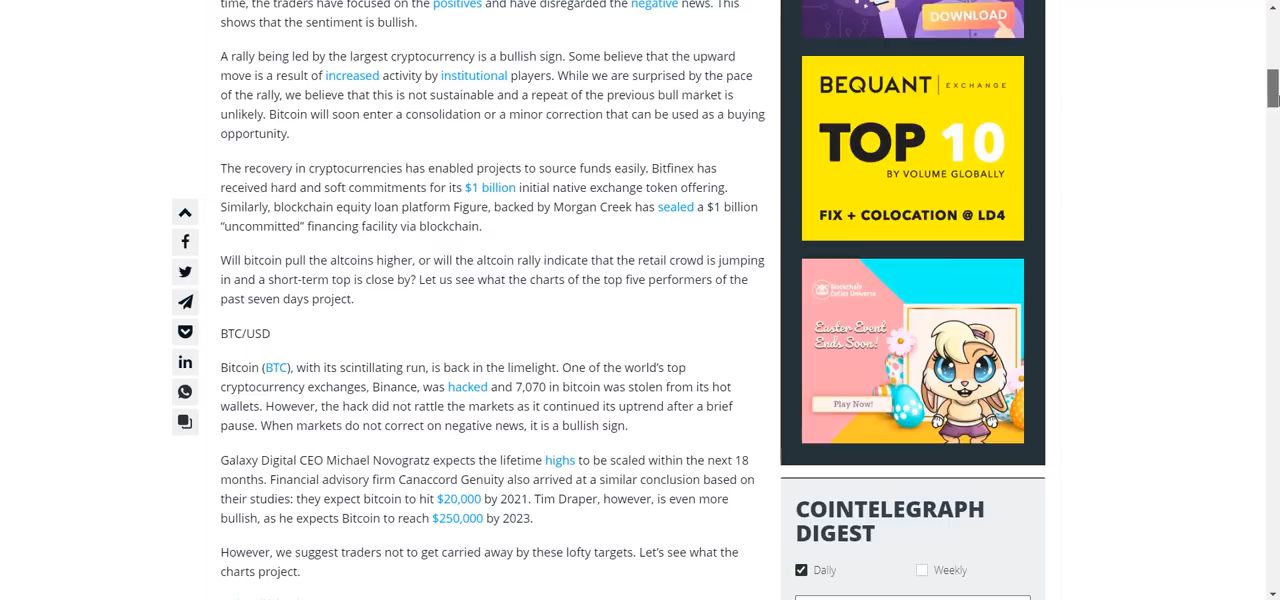 time, the traders have focused on the positives and have disregarded the negative news. This
shows that the sentiment is bullish.
A rally being led by the largest cryptocurrency is a bullish sign. Some believe that the upward
move is a result of increased activity by institutional players. While we are surprised by the pace
of the rally, we believe that this is not sustainable and a repeat of the previous bull market is
unlikely. Bitcoin will soon enter a consolidation or a minor correction that can be used as a buying
opportunity.
The recovery in cryptocurrencies has enabled projects to source funds easily. Bitfinex has
received hard and soft commitments for its $1 billion initial native exchange token offering.
Similarly, blockchain equity loan platform Figure, backed by Morgan Creek has sealed a $1 billion
“uncommitted” financing facility via blockchain.
Will bitcoin pull the altcoins higher, or will the altcoin rally indicate that the retail crowd is jumping
in and a short-term top is close by? Let us see what the charts of the top five performers of the
past seven days project.
BTC/USD
Bitcoin (BTC), with its scintillating run, is back in the limelight. One of the world’s top
cryptocurrency exchanges, Binance, was hacked and 7,070 in bitcoin was stolen from its hot
wallets. However, the hack did not rattle the markets as it continued its uptrend after a brief
pause. When markets do not correct on negative news, it is a bullish sign.
Galaxy Digital CEO Michael Novogratz expects the lifetime highs to be scaled within the next 18
months. Financial advisory firm Canaccord Genuity also arrived at a similar conclusion based on
their studies: they expect bitcoin to hit $20,000 by 2021. Tim Draper, however, is even more
bullish, as he expects Bitcoin to reach $250,000 by 2023.
However, we suggest traders not to get carried away by these lofty targets. Let’s see what the
charts project.
DOWNLOAD
BEQUANT | EXCHANGE
TOP 10
BY VOLUME GLOBALLY
FIX + COLOCATION @ LD4
Blockchain
Cuties Universe
Easter Event
Ends Soon!
Play Now!
COINTELEGRAPH
DIGEST
Daily
Weekly